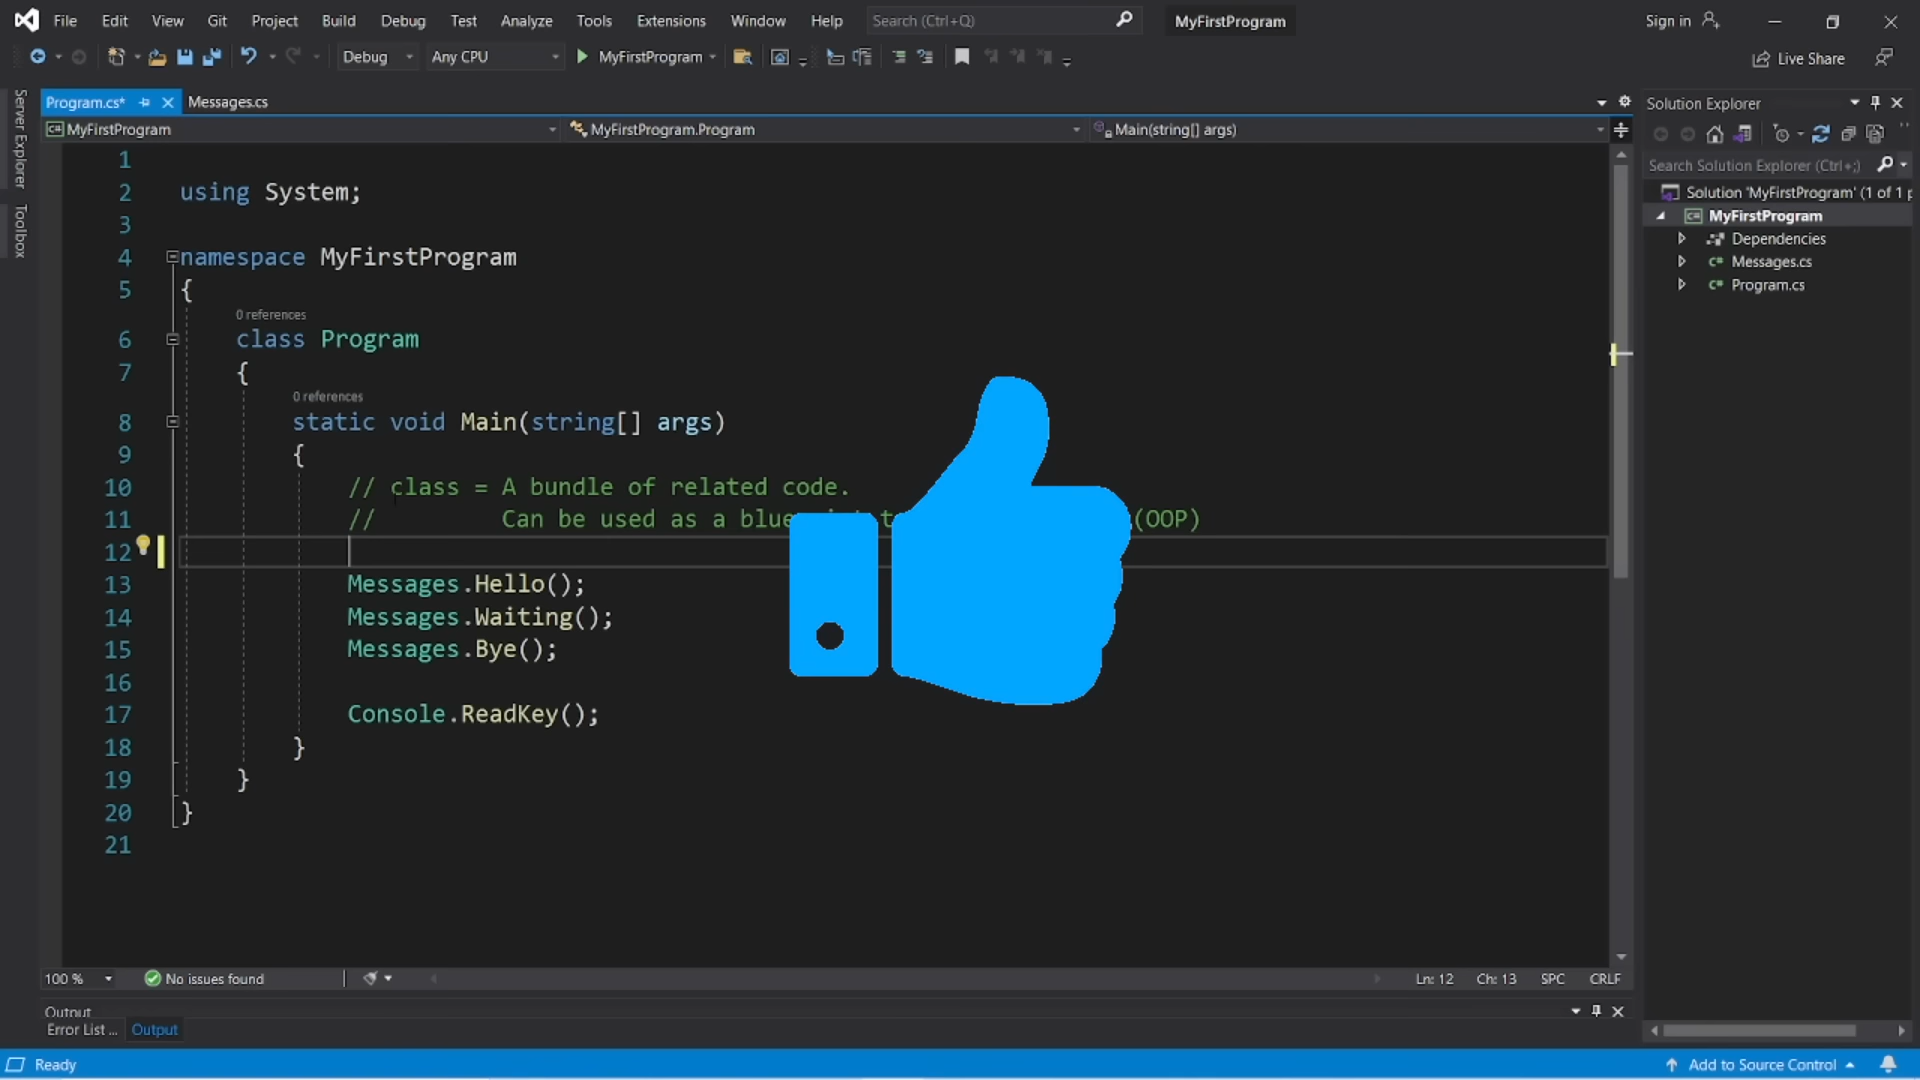 File Edit View Git Project Build Debug Test Analyze Tools Extensions Window Help Search (Ctrl+Q) MyFirstProgram Sign in
Debug Any CPU MyFirstProgram Live Share
Server Explorer
Toolbox
Program.cs* Messages.cs
MyFirstProgram MyFirstProgram.Program Main(string[] args)
1
2 using System;
3
4 namespace MyFirstProgram
5 {
0 references
6 class Program
7 {
0 references
8 static void Main(string[] args)
9 {
10 // class = A bundle of related code.
11 // Can be used as a (OOP)
12
13 Messages.Hello();
14 Messages.Waiting();
15 Messages.Bye();
16
17 Console.ReadKey();
18 }
19 }
20 }
21
100 % No issues found Ln: 12 Ch: 13 SPC CRLF
Output
Error List ... Output
Ready Add to Source Control
Solution Explorer
Search Solution Explorer (Ctrl+;)
Solution 'MyFirstProgram' (1 of 1 p
MyFirstProgram
Dependencies
C# Messages.cs
C# Program.cs